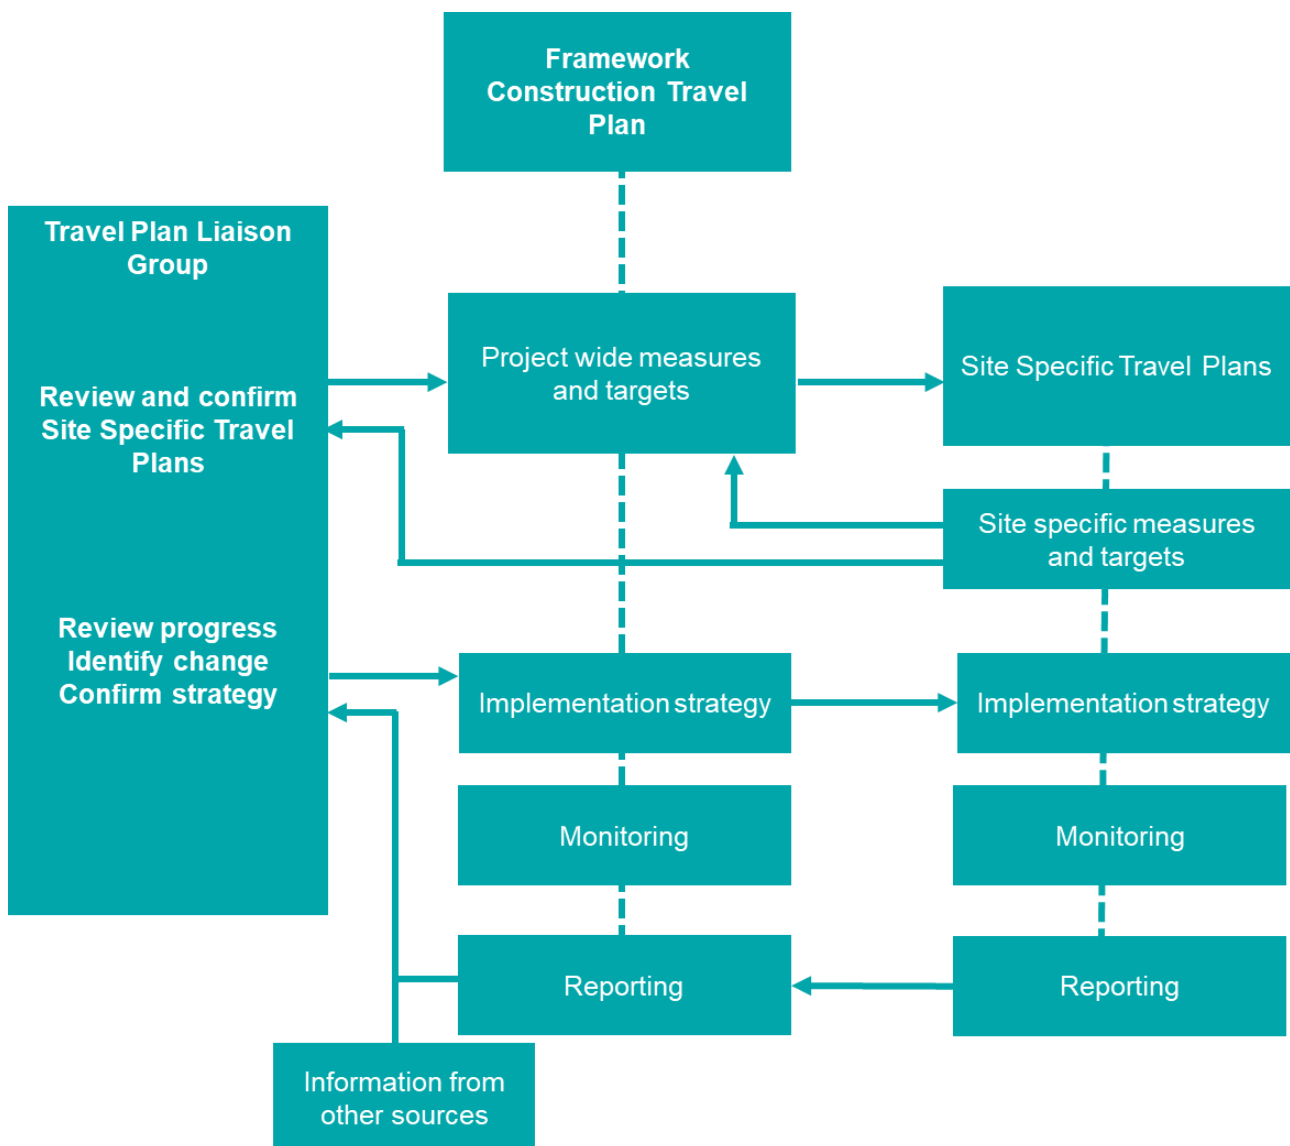 Framework
Construction Travel
Plan
Travel Plan Liaison
Group
Review and confirm
Site Specific Travel
Plans
Review progress
Identify change
Confirm strategy
Project wide measures
and targets
Site Specific Travel Plans
Site specific measures
and targets
Implementation strategy
Implementation strategy
Monitoring
Monitoring
Reporting
Reporting
Information from
other sources